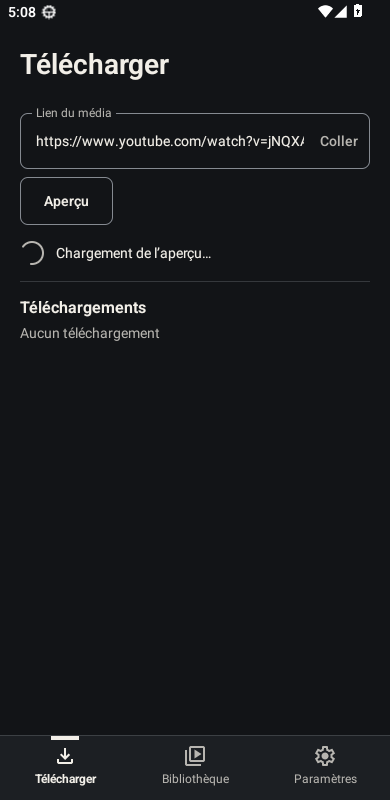 5:08
Télécharger
Lien du média
https://www.youtube.com/watch?v=jNQX
Coller
Aperçu
Chargement de l'aperçu…
Téléchargements
Aucun téléchargement
Télécharger
Bibliothèque
Paramètres